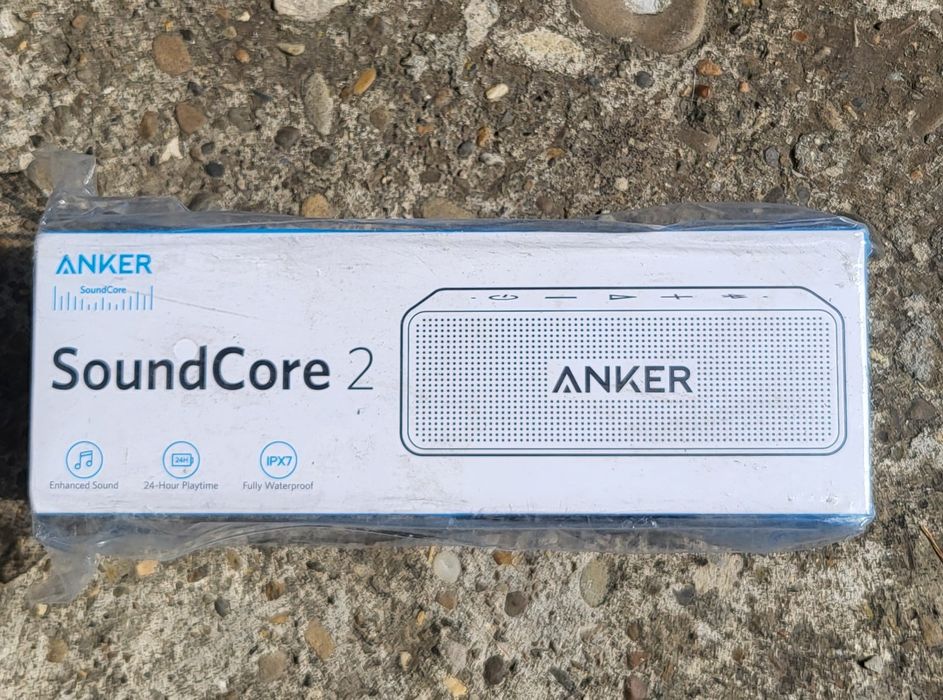 ANKER
SoundCore
SoundCore 2
ANKER
24H
IPX7
Enhanced Sound
24-Hour Playtime
Fully Waterproof